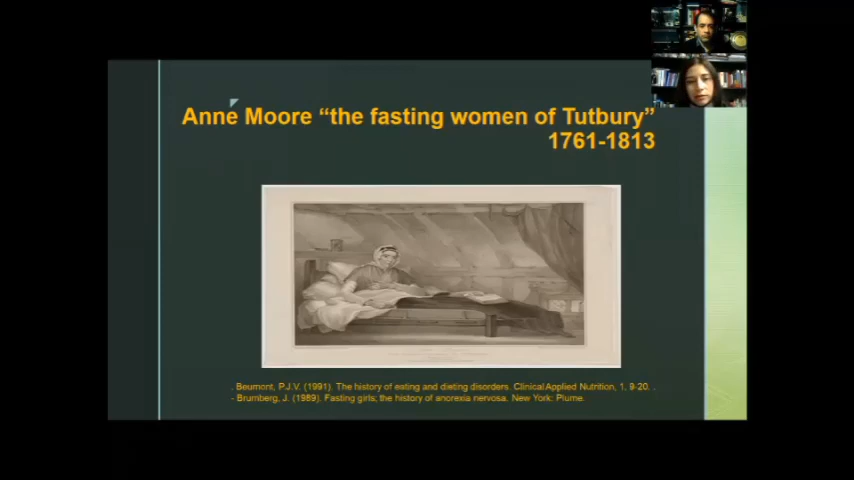 Anne Moore “the fasting women of Tutbury”
1761-1813
. Beumont, P.J.V. (1991). The history of eating and dieting disorders. Clinical Applied Nutrition, 1, 9-20. .
- Brumberg, J. (1989). Fasting girls; the history of anorexia nervosa. New York: Plume.